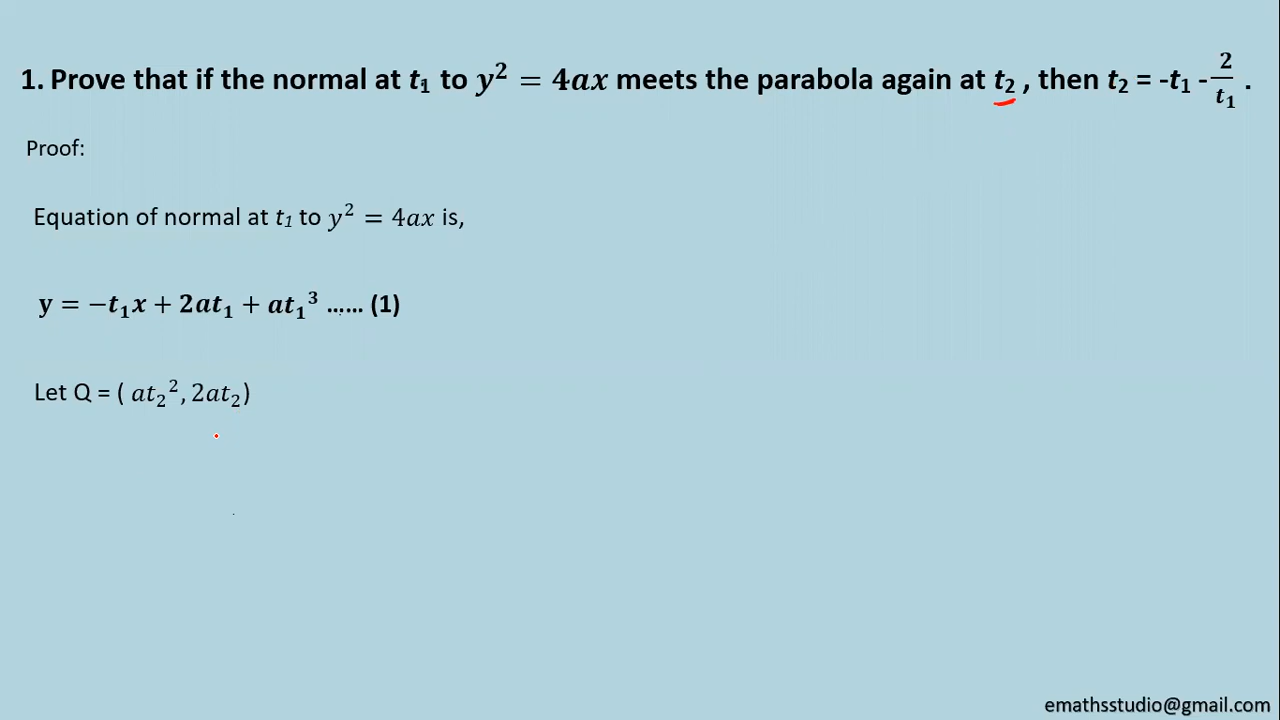 1. Prove that if the normal at t₁ to y² = 4ax meets the parabola again at t₂ , then t₂ = -t₁ - 2/t₁ .
Proof:
Equation of normal at t₁ to y² = 4ax is,
y = −t₁x + 2at₁ + at₁³ …... (1)
Let Q = ( at₂², 2at₂)
emathsstudio@gmail.com